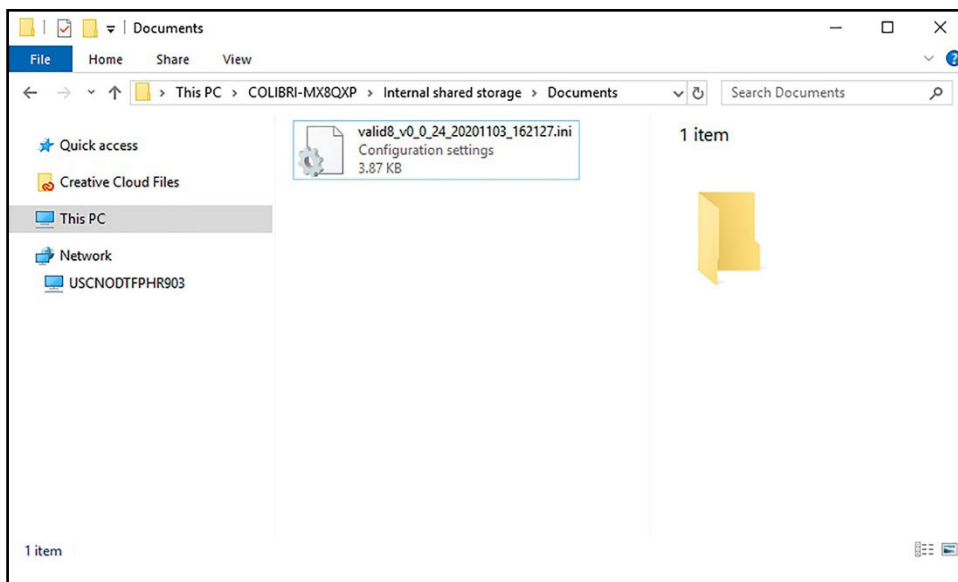 Documents
File Home Share View
This PC > COLIBRI-MX8QXP > Internal shared storage > Documents
Search Documents
Quick access
Creative Cloud Files
This PC
Network
USCNODTFPHR903
valid8_v0_0_24_20201103_162127.ini
Configuration settings
3.87 KB
1 item
1 item